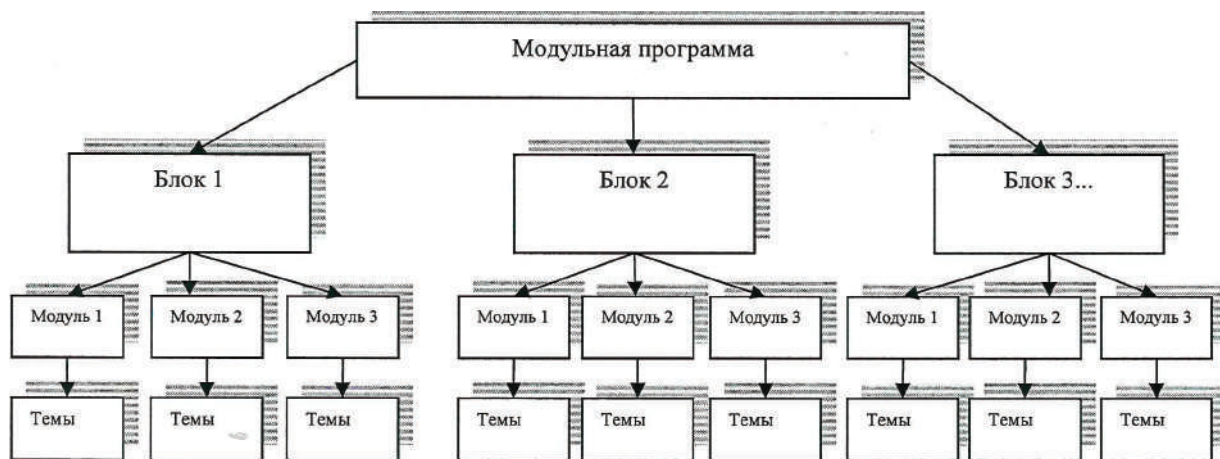 Модульная программа
Блок 1
Блок 2
Блок 3...
Модуль 1
Модуль 2
Модуль 3
Модуль 1
Модуль 2
Модуль 3
Модуль 1
Модуль 2
Модуль 3
Темы
Темы
Темы
Темы
Темы
Темы
Темы
Темы
Темы